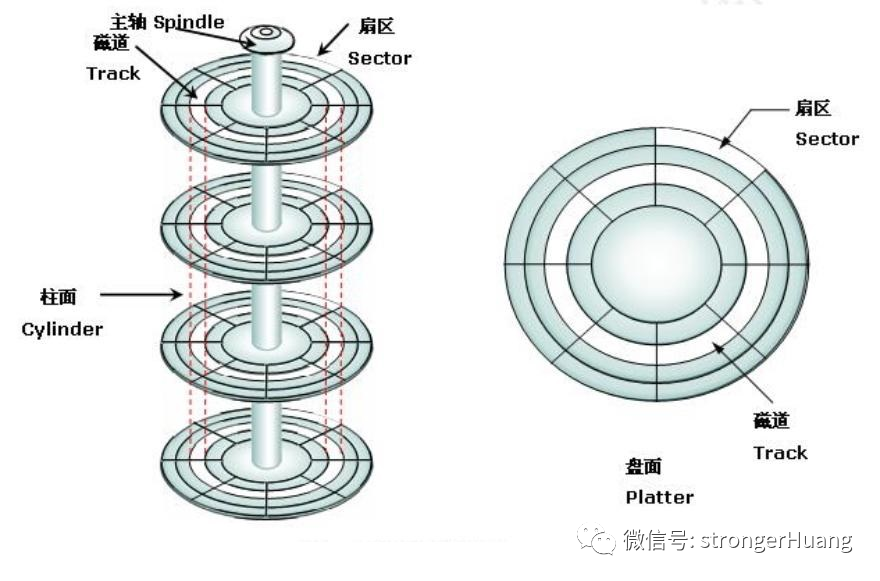 主轴 Spindle
磁道
Track
扇区
Sector
柱面
Cylinder
扇区
Sector
磁道
Track
盘面
Platter
微信号: strongerHuang